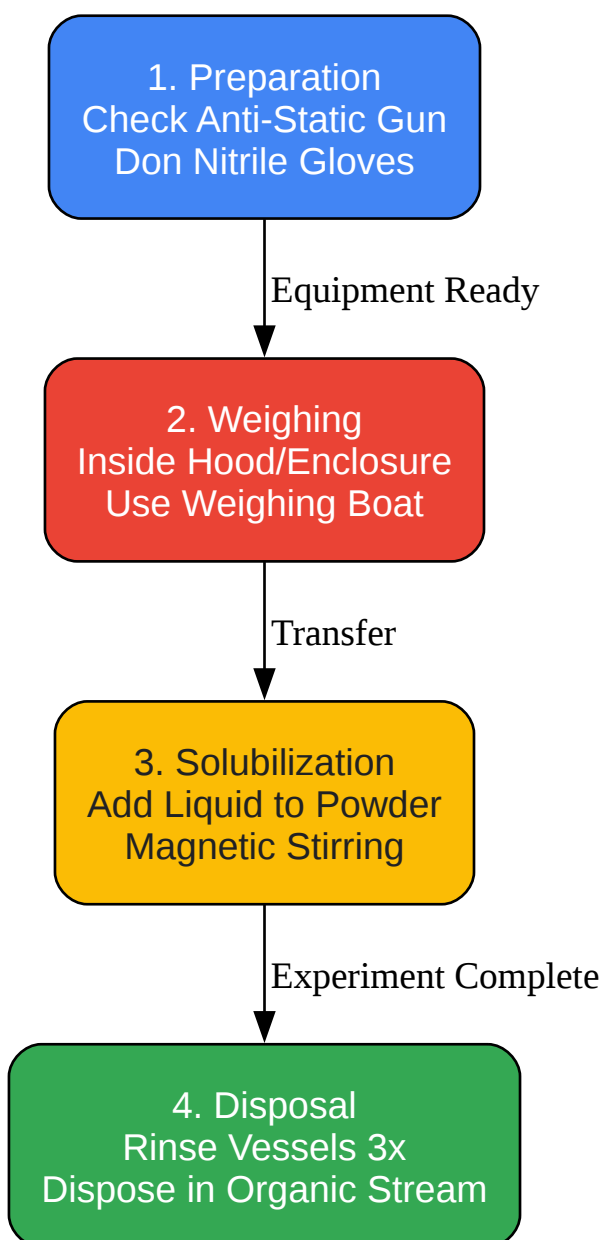 1. Preparation
Check Anti-Static Gun
Don Nitrile Gloves
Equipment Ready
2. Weighing
Inside Hood/Enclosure
Use Weighing Boat
Transfer
3. Solubilization
Add Liquid to Powder
Magnetic Stirring
Experiment Complete
4. Disposal
Rinse Vessels 3x
Dispose in Organic Stream